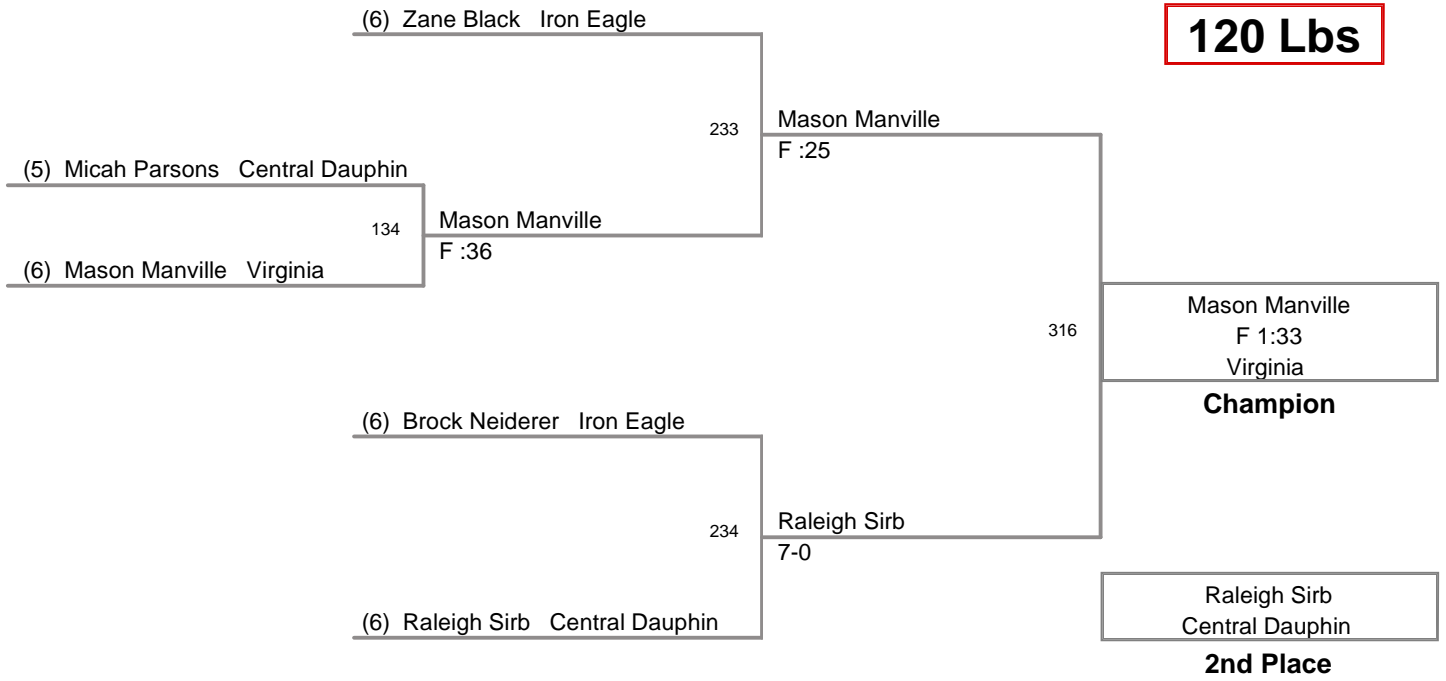 (6) Zane Black Iron Eagle
120 Lbs
233
Mason Manville
F :25
(5) Micah Parsons Central Dauphin
134
Mason Manville
F :36
(6) Mason Manville Virginia
316
Mason Manville
F 1:33
Virginia
Champion
(6) Brock Neiderer Iron Eagle
234
Raleigh Sirb
7-0
(6) Raleigh Sirb Central Dauphin
Raleigh Sirb
Central Dauphin
2nd Place